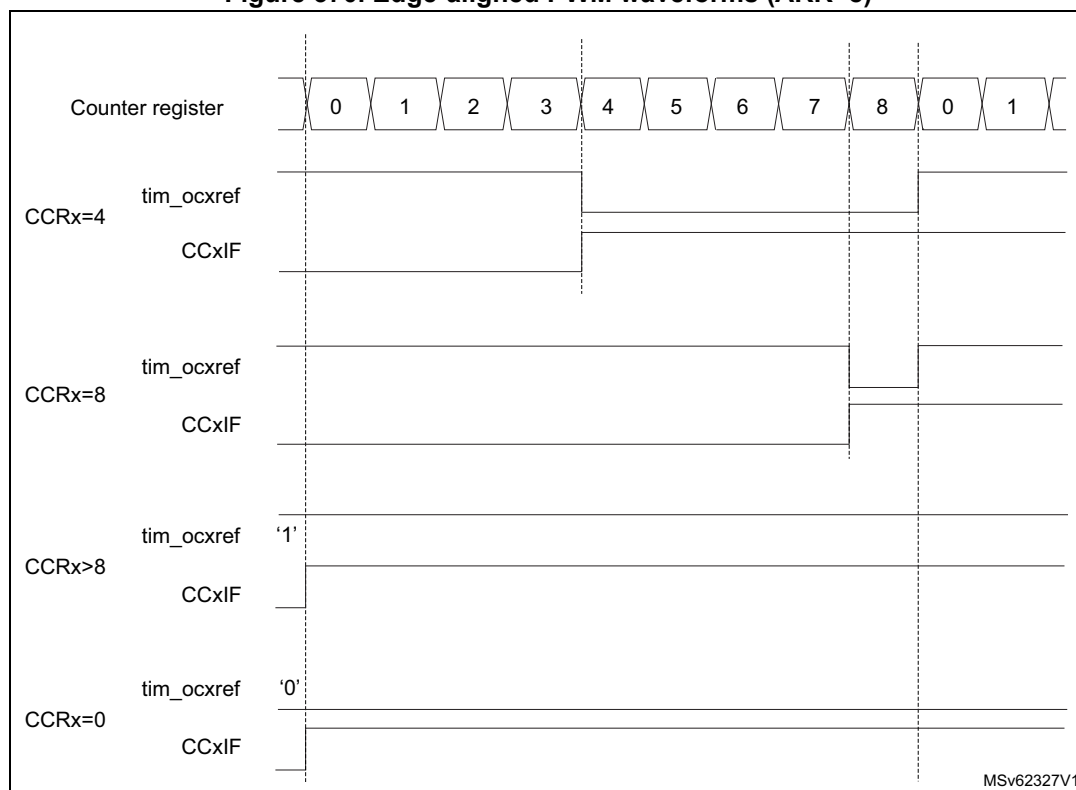 Counter register 0 1 2 3 4 5 6 7 8 0 1
tim_ocxref
CCRx=4
CCxIF
tim_ocxref
CCRx=8
CCxIF
tim_ocxref ‘1’
CCRx>8
CCxIF
tim_ocxref ‘0’
CCRx=0
CCxIF
MSv62327V1